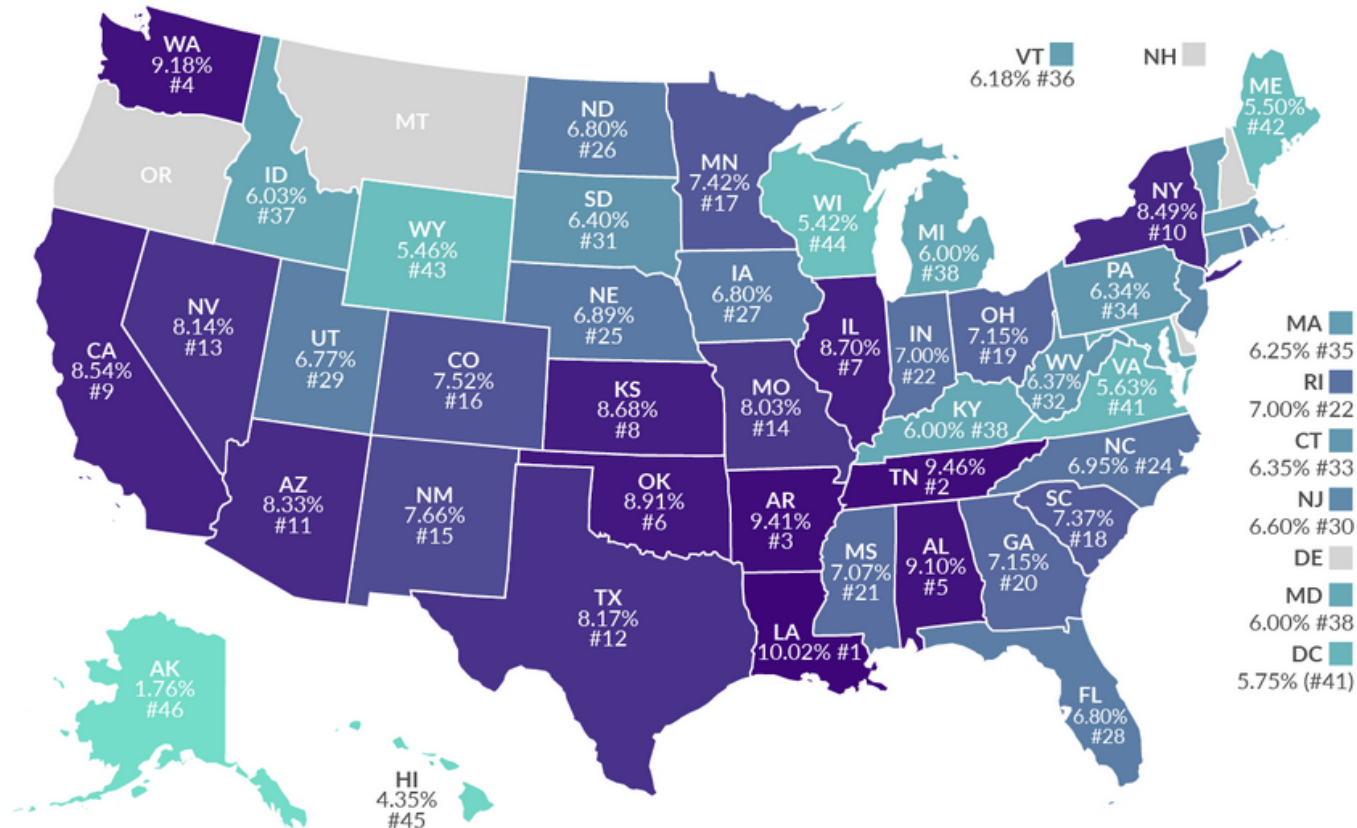 WA
9.18%
#4
VT
6.18% #36
NH
ME
5.50%
#42
MT
ND
6.80%
#26
MN
7.42%
#17
OR
ID
6.03%
#37
WY
5.46%
#43
SD
6.40%
#31
WI
5.42%
#44
MI
6.00%
#38
NY
8.49%
#10
NV
8.14%
#13
UT
6.77%
#29
NE
6.89%
#25
IA
6.80%
#27
PA
6.34%
#34
CA
8.54%
#9
CO
7.52%
#16
KS
8.68%
#8
MO
8.03%
#14
IL
8.70%
#7
IN
7.00%
#22
OH
7.15%
#19
WV
6.37%
#32
VA
5.63%
#41
KY
6.00% #38
MA
6.25% #35
RI
7.00% #22
CT
6.35% #33
NJ
6.60% #30
DE
MD
6.00% #38
DC
5.75% (#41)
AZ
8.33%
#11
NM
7.66%
#15
OK
8.91%
#6
AR
9.41%
#3
TN 9.46%
#2
NC
6.95% #24
SC
7.37%
#18
TX
8.17%
#12
LA
10.02% #1
MS
7.07%
#21
AL
9.10%
#5
GA
7.15%
#20
FL
6.80%
#28
AK
1.76%
#46
HI
4.35%
#45